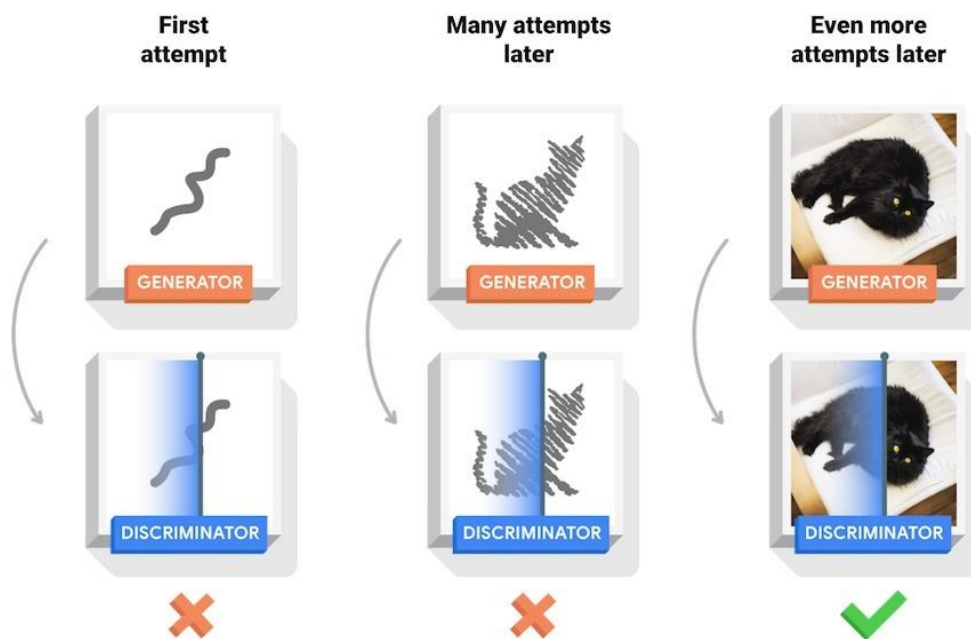 First
attempt
Many attempts
later
Even more
attempts later
GENERATOR
GENERATOR
GENERATOR
DISCRIMINATOR
DISCRIMINATOR
DISCRIMINATOR